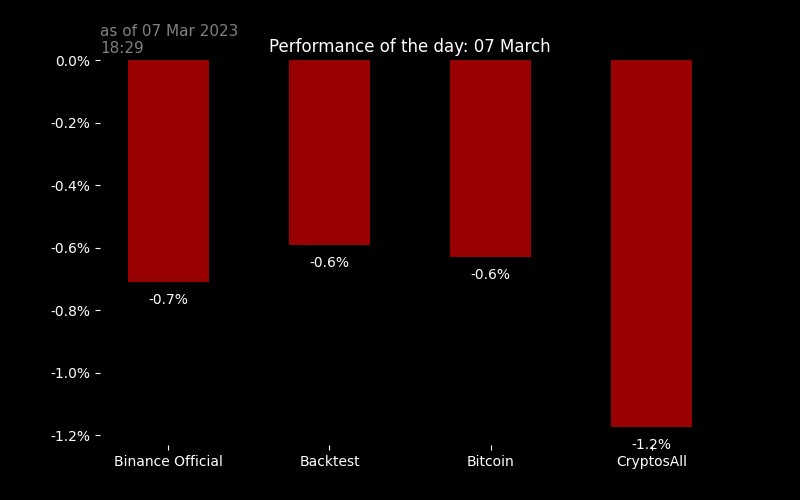 as of 07 Mar 2023
18:29
Performance of the day: 07 March
0.0%
-0.2%
-0.4%
-0.6%
-0.8%
-1.0%
-1.2%
-0.7%
-0.6%
-0.6%
-1.2%
Binance Official
Backtest
Bitcoin
CryptosAll